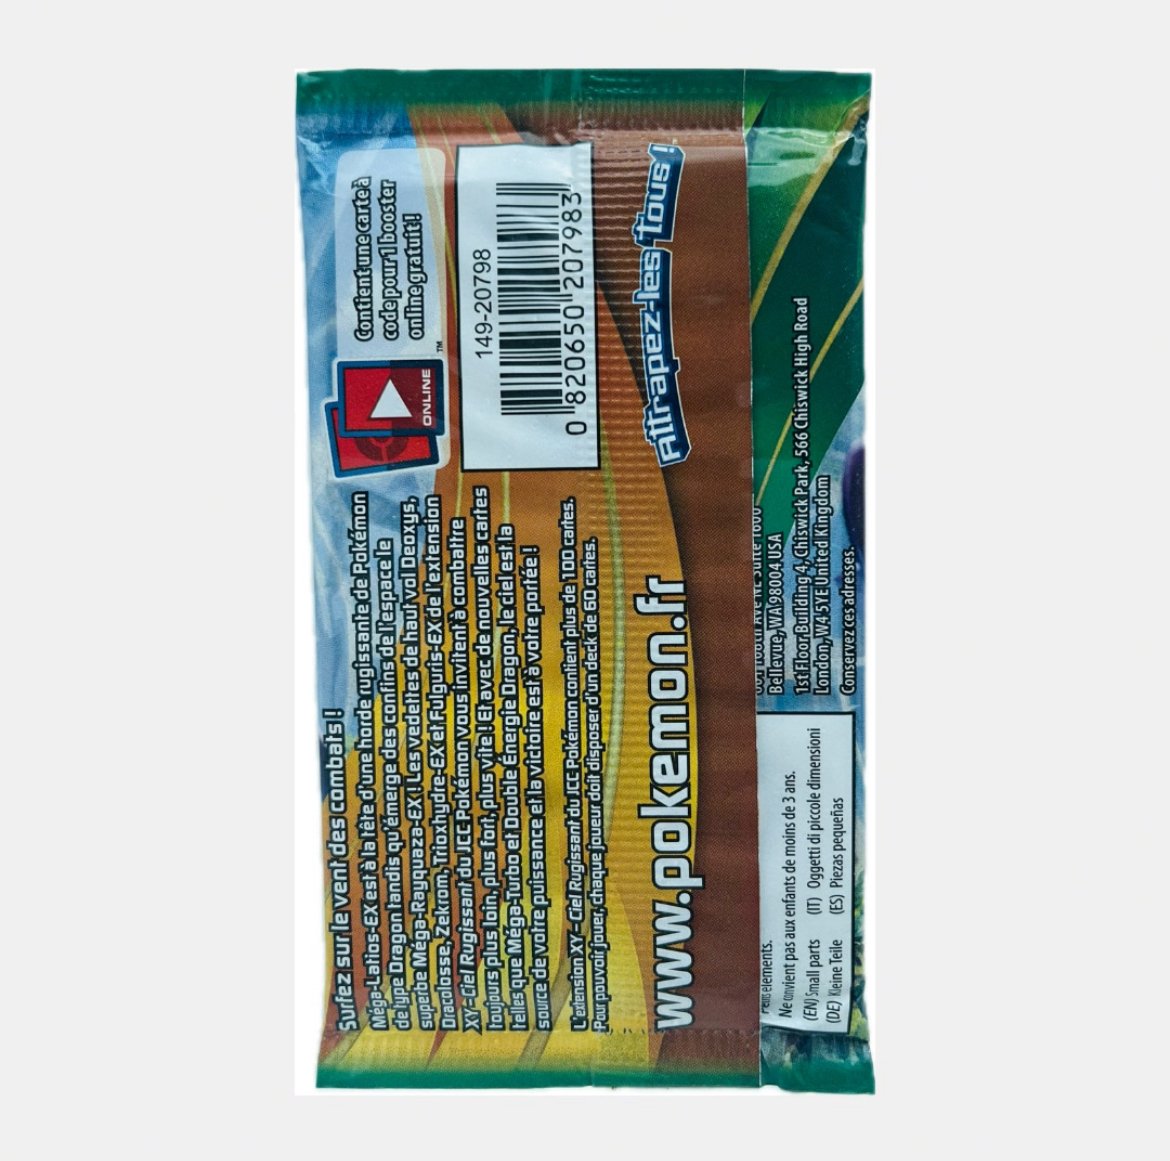 Surfez sur le vent des combats !
Méga-Latios-EX est à la tête d'une horde rugissante de Pokémon
de type Dragon tandis qu'émerge des confins de l'espace le
superbe Méga-Rayquaza-EX ! Les vedettes de haut vol Deoxys,
Dracolosse, Zekrom, Trioxhydre-EX et Fulguris-EX de l'extension
XY – Ciel Rugissant du JCC Pokémon vous invitent à combattre
toujours plus loin, plus fort, plus vite ! Et avec de nouvelles cartes
telles que Méga-Turbo et Double Énergie Dragon, le ciel est la
source de votre puissance et la victoire est à votre portée !
L'extension XY – Ciel Rugissant du JCC Pokémon contient plus de 100 cartes.
Pour pouvoir jouer, chaque joueur doit disposer d'un deck de 60 cartes.
ONLINE
TM
Contient une carte à
code pour 1 booster
online gratuit !
149-20798
0 820650 207983
www.pokemon.fr
Attrapez-les tous !
Bellevue, WA 98004 USA
1st Floor, Building 4, Chiswick Park, 566 Chiswick High Road
London, W4 5YE United Kingdom
Conservez ces adresses.
Ne convient pas aux enfants de moins de 3 ans.
(EN) Small parts (IT) Oggetti di piccole dimensioni
(DE) Kleine Teile (ES) Piezas pequeñas